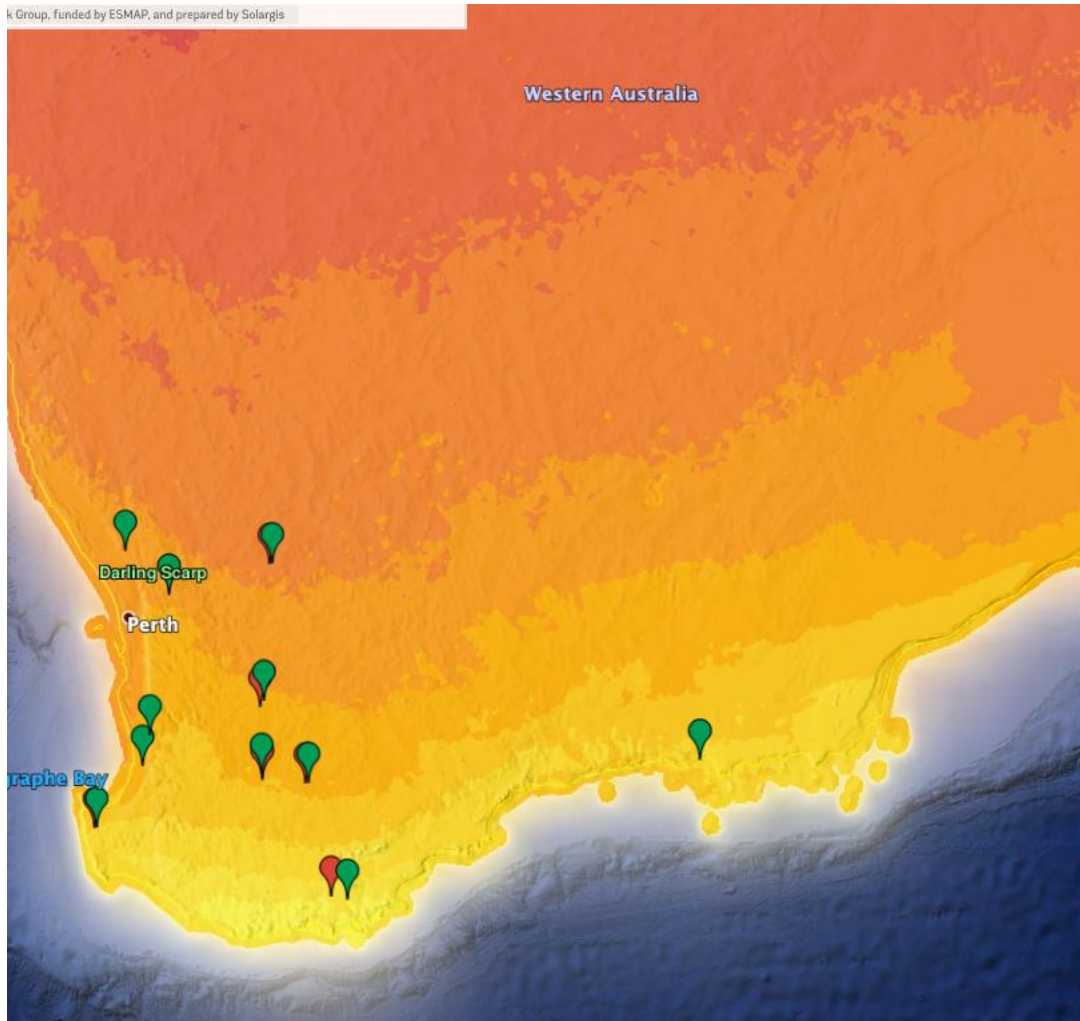 k Group, funded by ESMAP, and prepared by Solargis
Western Australia
Darling Scarp
Perth
graphe Bay